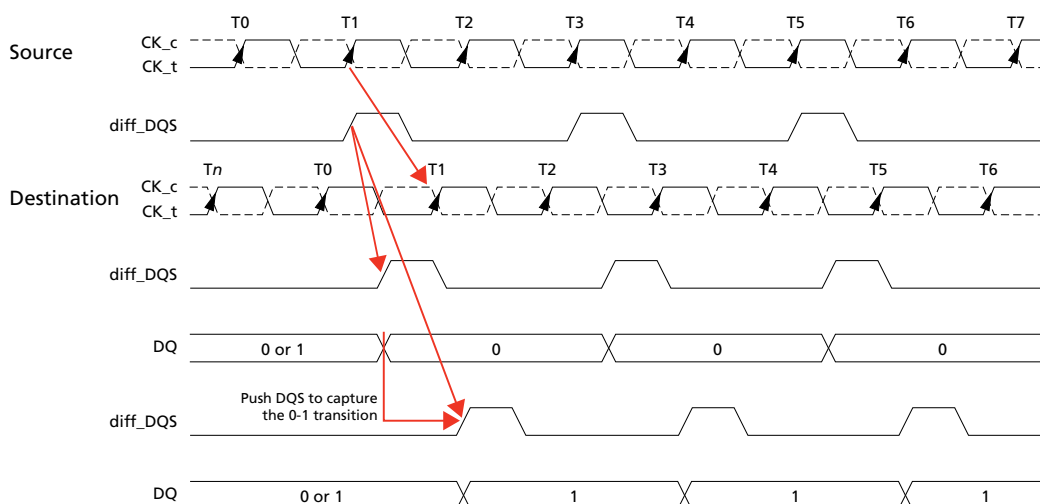 T0 T1 T2 T3 T4 T5 T6 T7
Source
CK_c
CK_t
diff_DQS
Tn T0 T1 T2 T3 T4 T5 T6
Destination
CK_c
CK_t
diff_DQS
DQ 0 or 1 0 0 0
Push DQS to capture
the 0-1 transition
diff_DQS
DQ 0 or 1 1 1 1